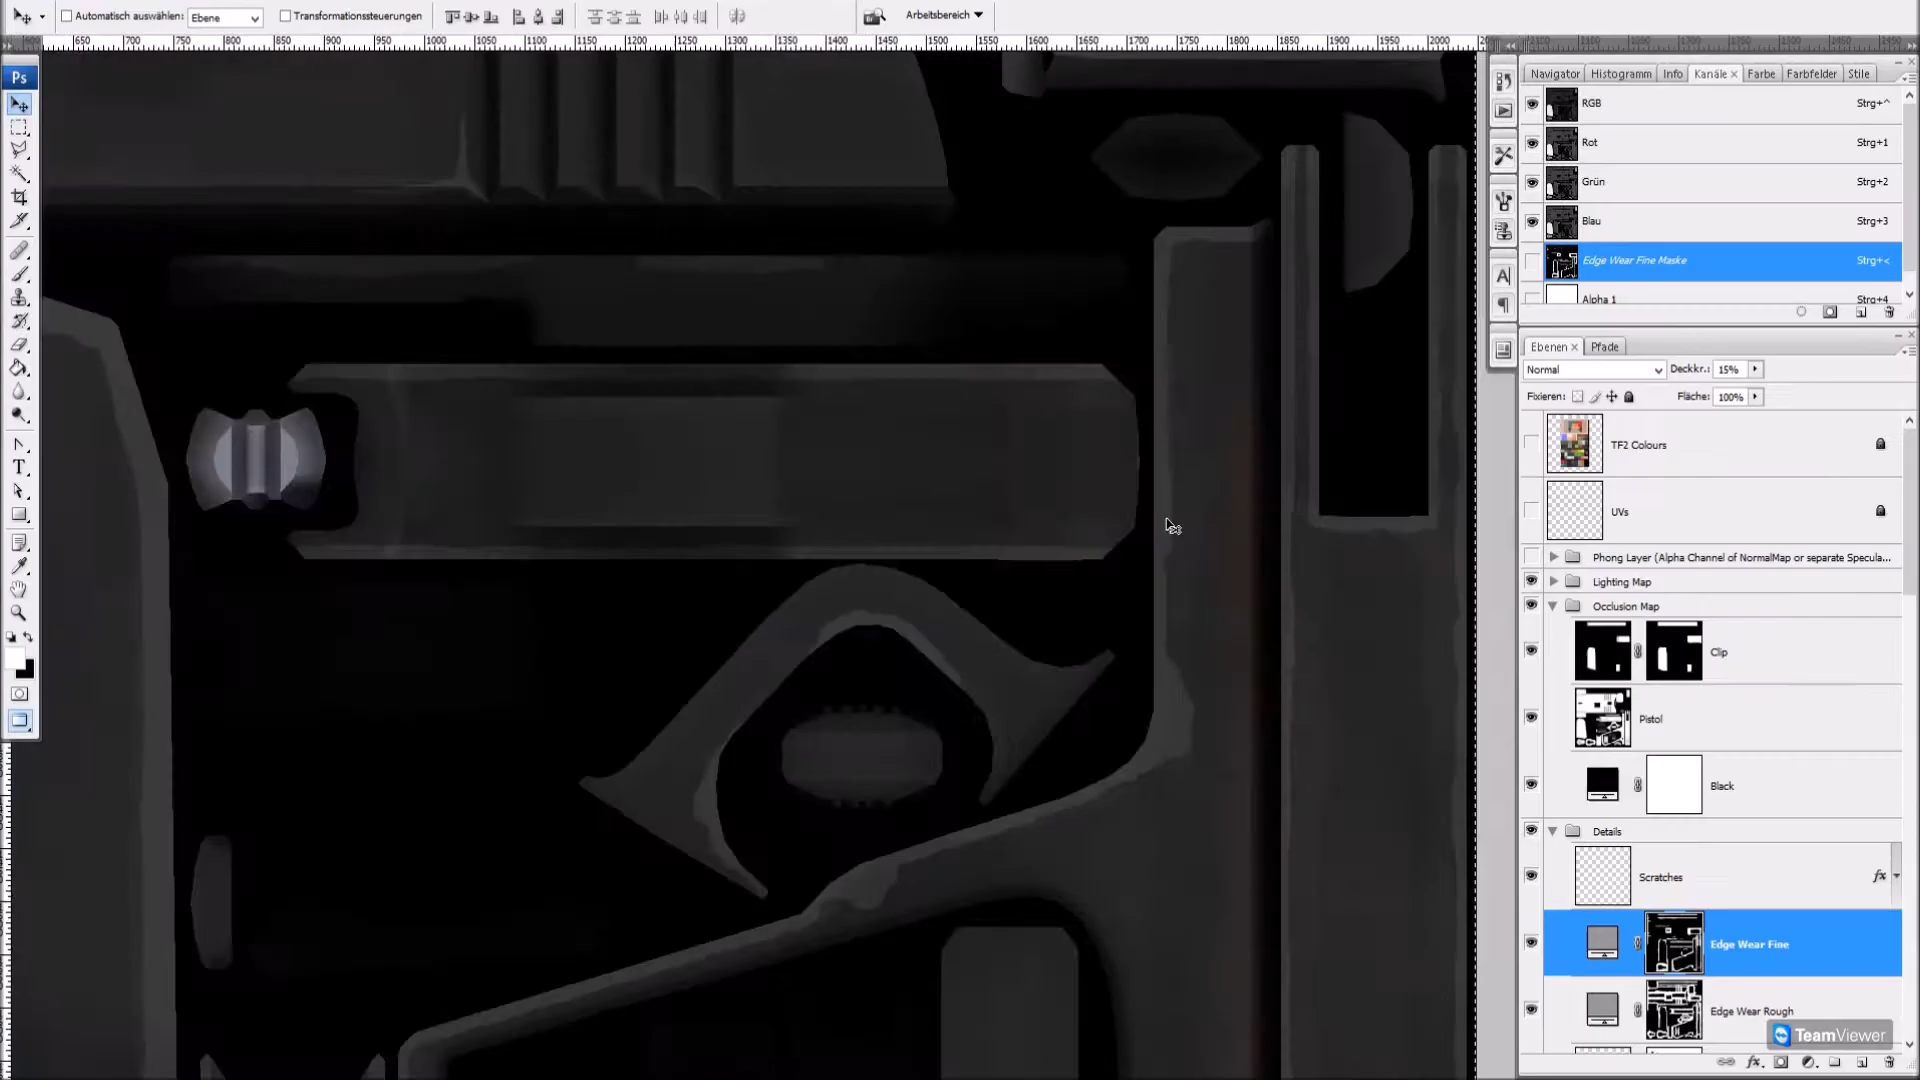 Automatisch auswählen: Ebene Transformationssteuerungen Arbeitsbereich
650 700 750 800 850 900 950 1000 1050 1100 1150 1200 1250 1300 1350 1400 1450 1500 1550 1600 1650 1700 1750 1800 1850 1900 1950 2000
Ps
Navigator Histogramm Info Kanäle Farbe Farbfelder Stile
RGB Strg+^
Rot Strg+1
Grün Strg+2
Blau Strg+3
Edge Wear Fine Maske Strg+<
Alpha 1 Strg+4
Ebenen Pfade
Normal Deckkr.: 15%
Fixieren: Fläche: 100%
TF2 Colours
UVs
Phong Layer (Alpha Channel of NormalMap or separate Specula...
Lighting Map
Occlusion Map
Clip
Pistol
Black
Details
Scratches fx
Edge Wear Fine
Edge Wear Rough
TeamViewer